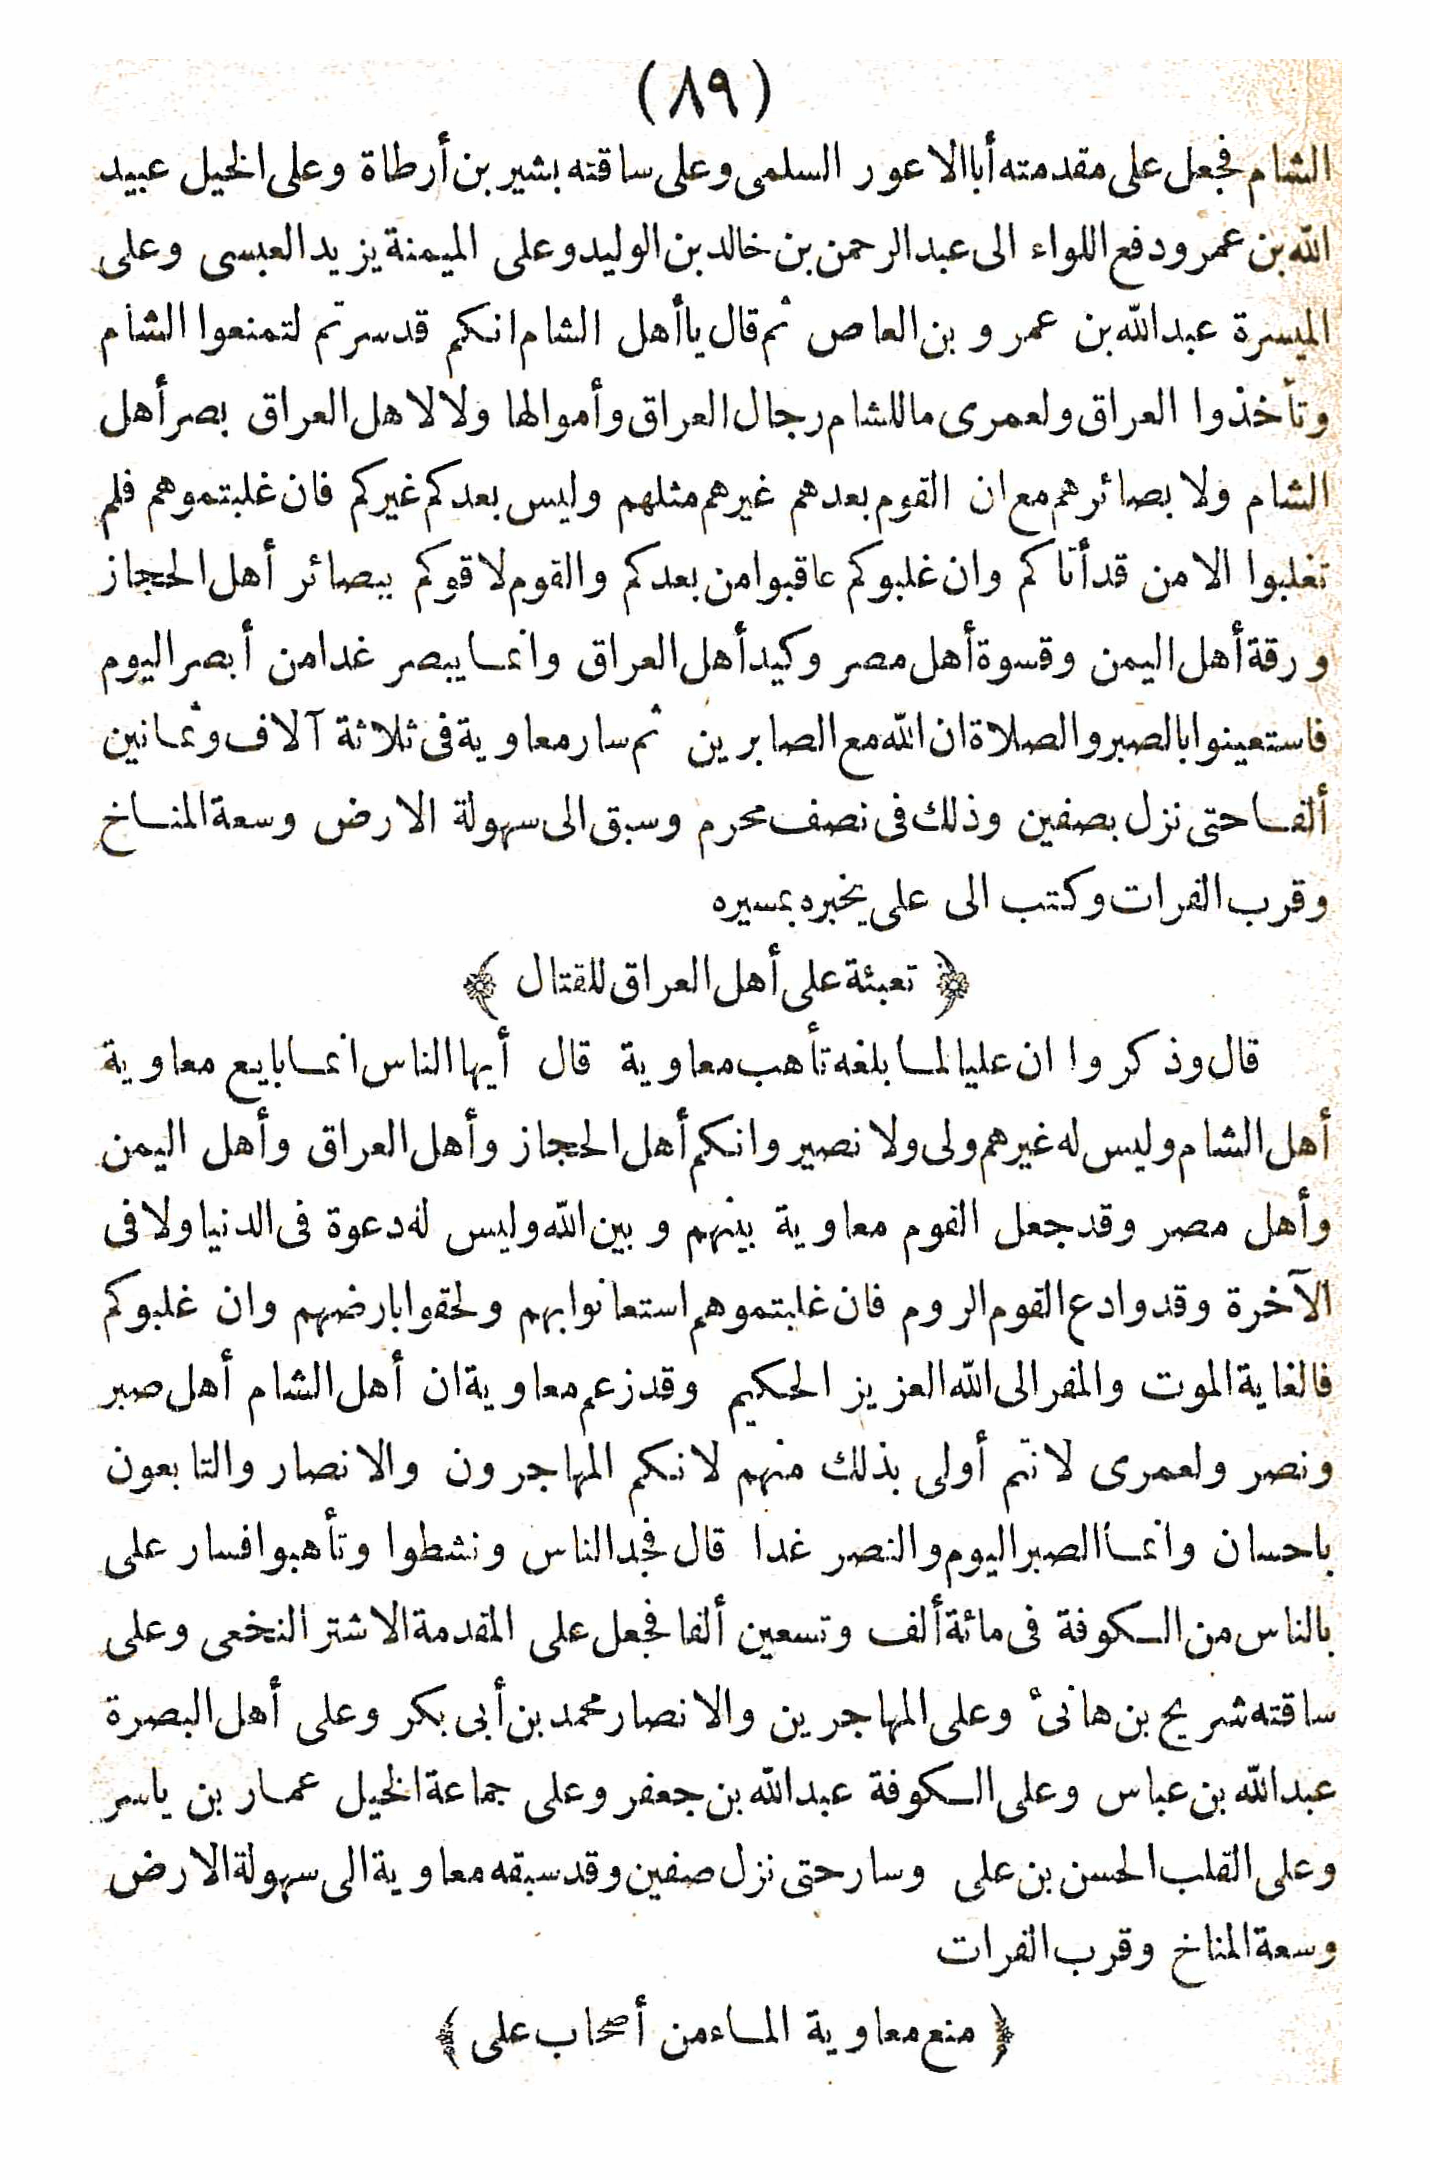 (٨٩)
الشام فجعل على مقدمته أبا الاعور السلمى وعلى ساقته بشير بن أرطاة وعلى الخيل عبيد
الله بن عمر ودفع اللواء الى عبد الرحمن بن خالد بن الوليد وعلى الميمنة يزيد العبسى وعلى
الميسرة عبد الله بن عمرو بن العاص ثم قال يا أهل الشام انكم قد سرتم لتمنعوا الشام
وتأخذوا العراق ولعمرى ما للشام رجال العراق وأموالها ولا لاهل العراق بصر أهل
الشام ولا بصائرهم مع ان القوم بعدهم غيرهم مثلهم وليس بعدكم غيركم فان غلبتموهم فلم
تغلبوا الا من قد أتاكم وان غلبوكم عاقبوا من بعدكم والقوم لاقوكم ببصائر أهل الحجاز
ورقة أهل اليمن وقسوة أهل مصر وكيد أهل العراق وانما يبصر غدا من أبصر اليوم
فاستعينوا بالصبر والصلاة ان الله مع الصابرين ثم سار معاوية فى ثلاثة آلاف وثمانين
ألفا حتى نزل بصفين وذلك فى نصف محرم وسبق الى سهولة الارض وسعة المناخ
وقرب الفرات وكتب الى على يخبره بمسيره
﴿ تعبئة على أهل العراق للقتال ﴾
قال وذكروا ان عليا لما بلغه تأهب معاوية قال أيها الناس انما بايع معاوية
أهل الشام وليس له غيرهم ولى ولا نصير وانكم أهل الحجاز وأهل العراق وأهل اليمن
وأهل مصر وقد جعل القوم معاوية بينهم وبين الله وليس له دعوة فى الدنيا ولا فى
الآخرة وقد وادع القوم الروم فان غلبتموهم استعانوا بهم ولحقوا بارضهم وان غلبوكم
فالغاية الموت والمفر الى الله العزيز الحكيم وقد زعم معاوية ان أهل الشام أهل صبر
ونصر ولعمرى لانتم أولى بذلك منهم لانكم المهاجرون والانصار والتابعون
باحسان وانما الصبر اليوم والنصر غدا قال فجد الناس ونشطوا وتأهبوا فسار على
بالناس من الكوفة فى مائة ألف وتسعين ألفا فجعل على المقدمة الاشتر النخعى وعلى
ساقته شريح بن هانئ وعلى المهاجرين والانصار محمد بن أبى بكر وعلى أهل البصرة
عبد الله بن عباس وعلى الكوفة عبد الله بن جعفر وعلى جماعة الخيل عمار بن ياسر
وعلى القلب الحسن بن على وسار حتى نزل صفين وقد سبقه معاوية الى سهولة الارض
وسعة المناخ وقرب الفرات
﴿ منع معاوية الماء من أصحاب على ﴾